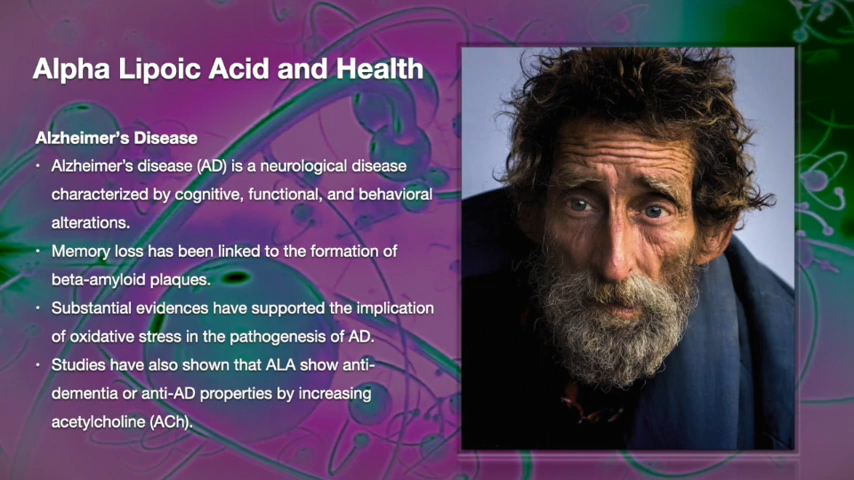 Alpha Lipoic Acid and Health
Alzheimer's Disease
• Alzheimer's disease (AD) is a neurological disease
characterized by cognitive, functional, and behavioral
alterations.
• Memory loss has been linked to the formation of
beta-amyloid plaques.
• Substantial evidences have supported the implication
of oxidative stress in the pathogenesis of AD.
• Studies have also shown that ALA show anti-
dementia or anti-AD properties by increasing
acetylcholine (ACh).